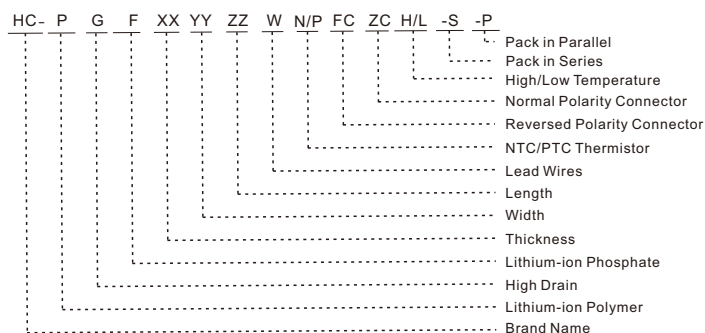 HC- P G F XX YY ZZ W N/P FC ZC H/L -S -P
Pack in Parallel
Pack in Series
High/Low Temperature
Normal Polarity Connector
Reversed Polarity Connector
NTC/PTC Thermistor
Lead Wires
Length
Width
Thickness
Lithium-ion Phosphate
High Drain
Lithium-ion Polymer
Brand Name